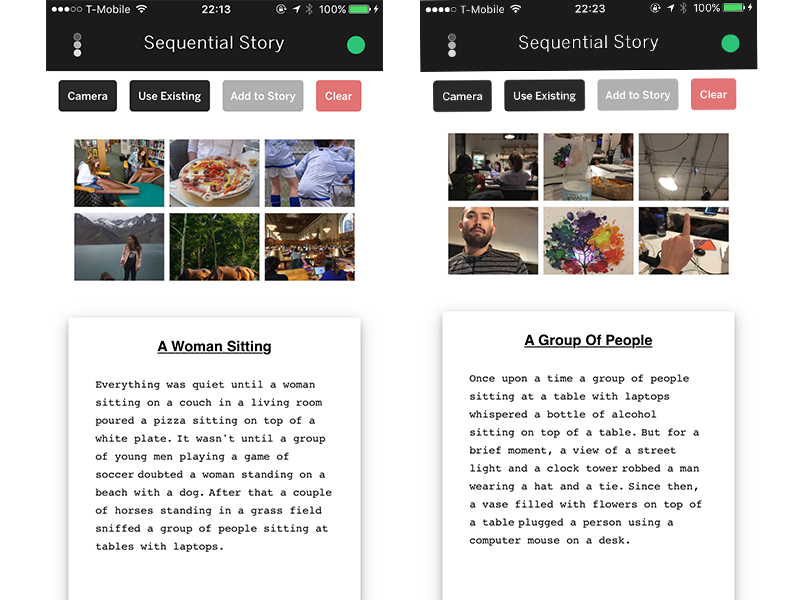 T-Mobile 22:13 100%
Sequential Story
Camera Use Existing Add to Story Clear
A Woman Sitting
Everything was quiet until a woman
sitting on a couch in a living room
poured a pizza sitting on top of a
white plate. It wasn't until a group
of young men playing a game of
soccer doubted a woman standing on a
beach with a dog. After that a couple
of horses standing in a grass field
sniffed a group of people sitting at
tables with laptops.
T-Mobile 22:23 100%
Sequential Story
Camera Use Existing Add to Story Clear
A Group Of People
Once upon a time a group of people
sitting at a table with laptops
whispered a bottle of alcohol
sitting on top of a table. But for a
brief moment, a view of a street
light and a clock tower robbed a man
wearing a hat and a tie. Since then,
a vase filled with flowers on top of
a table plugged a person using a
computer mouse on a desk.